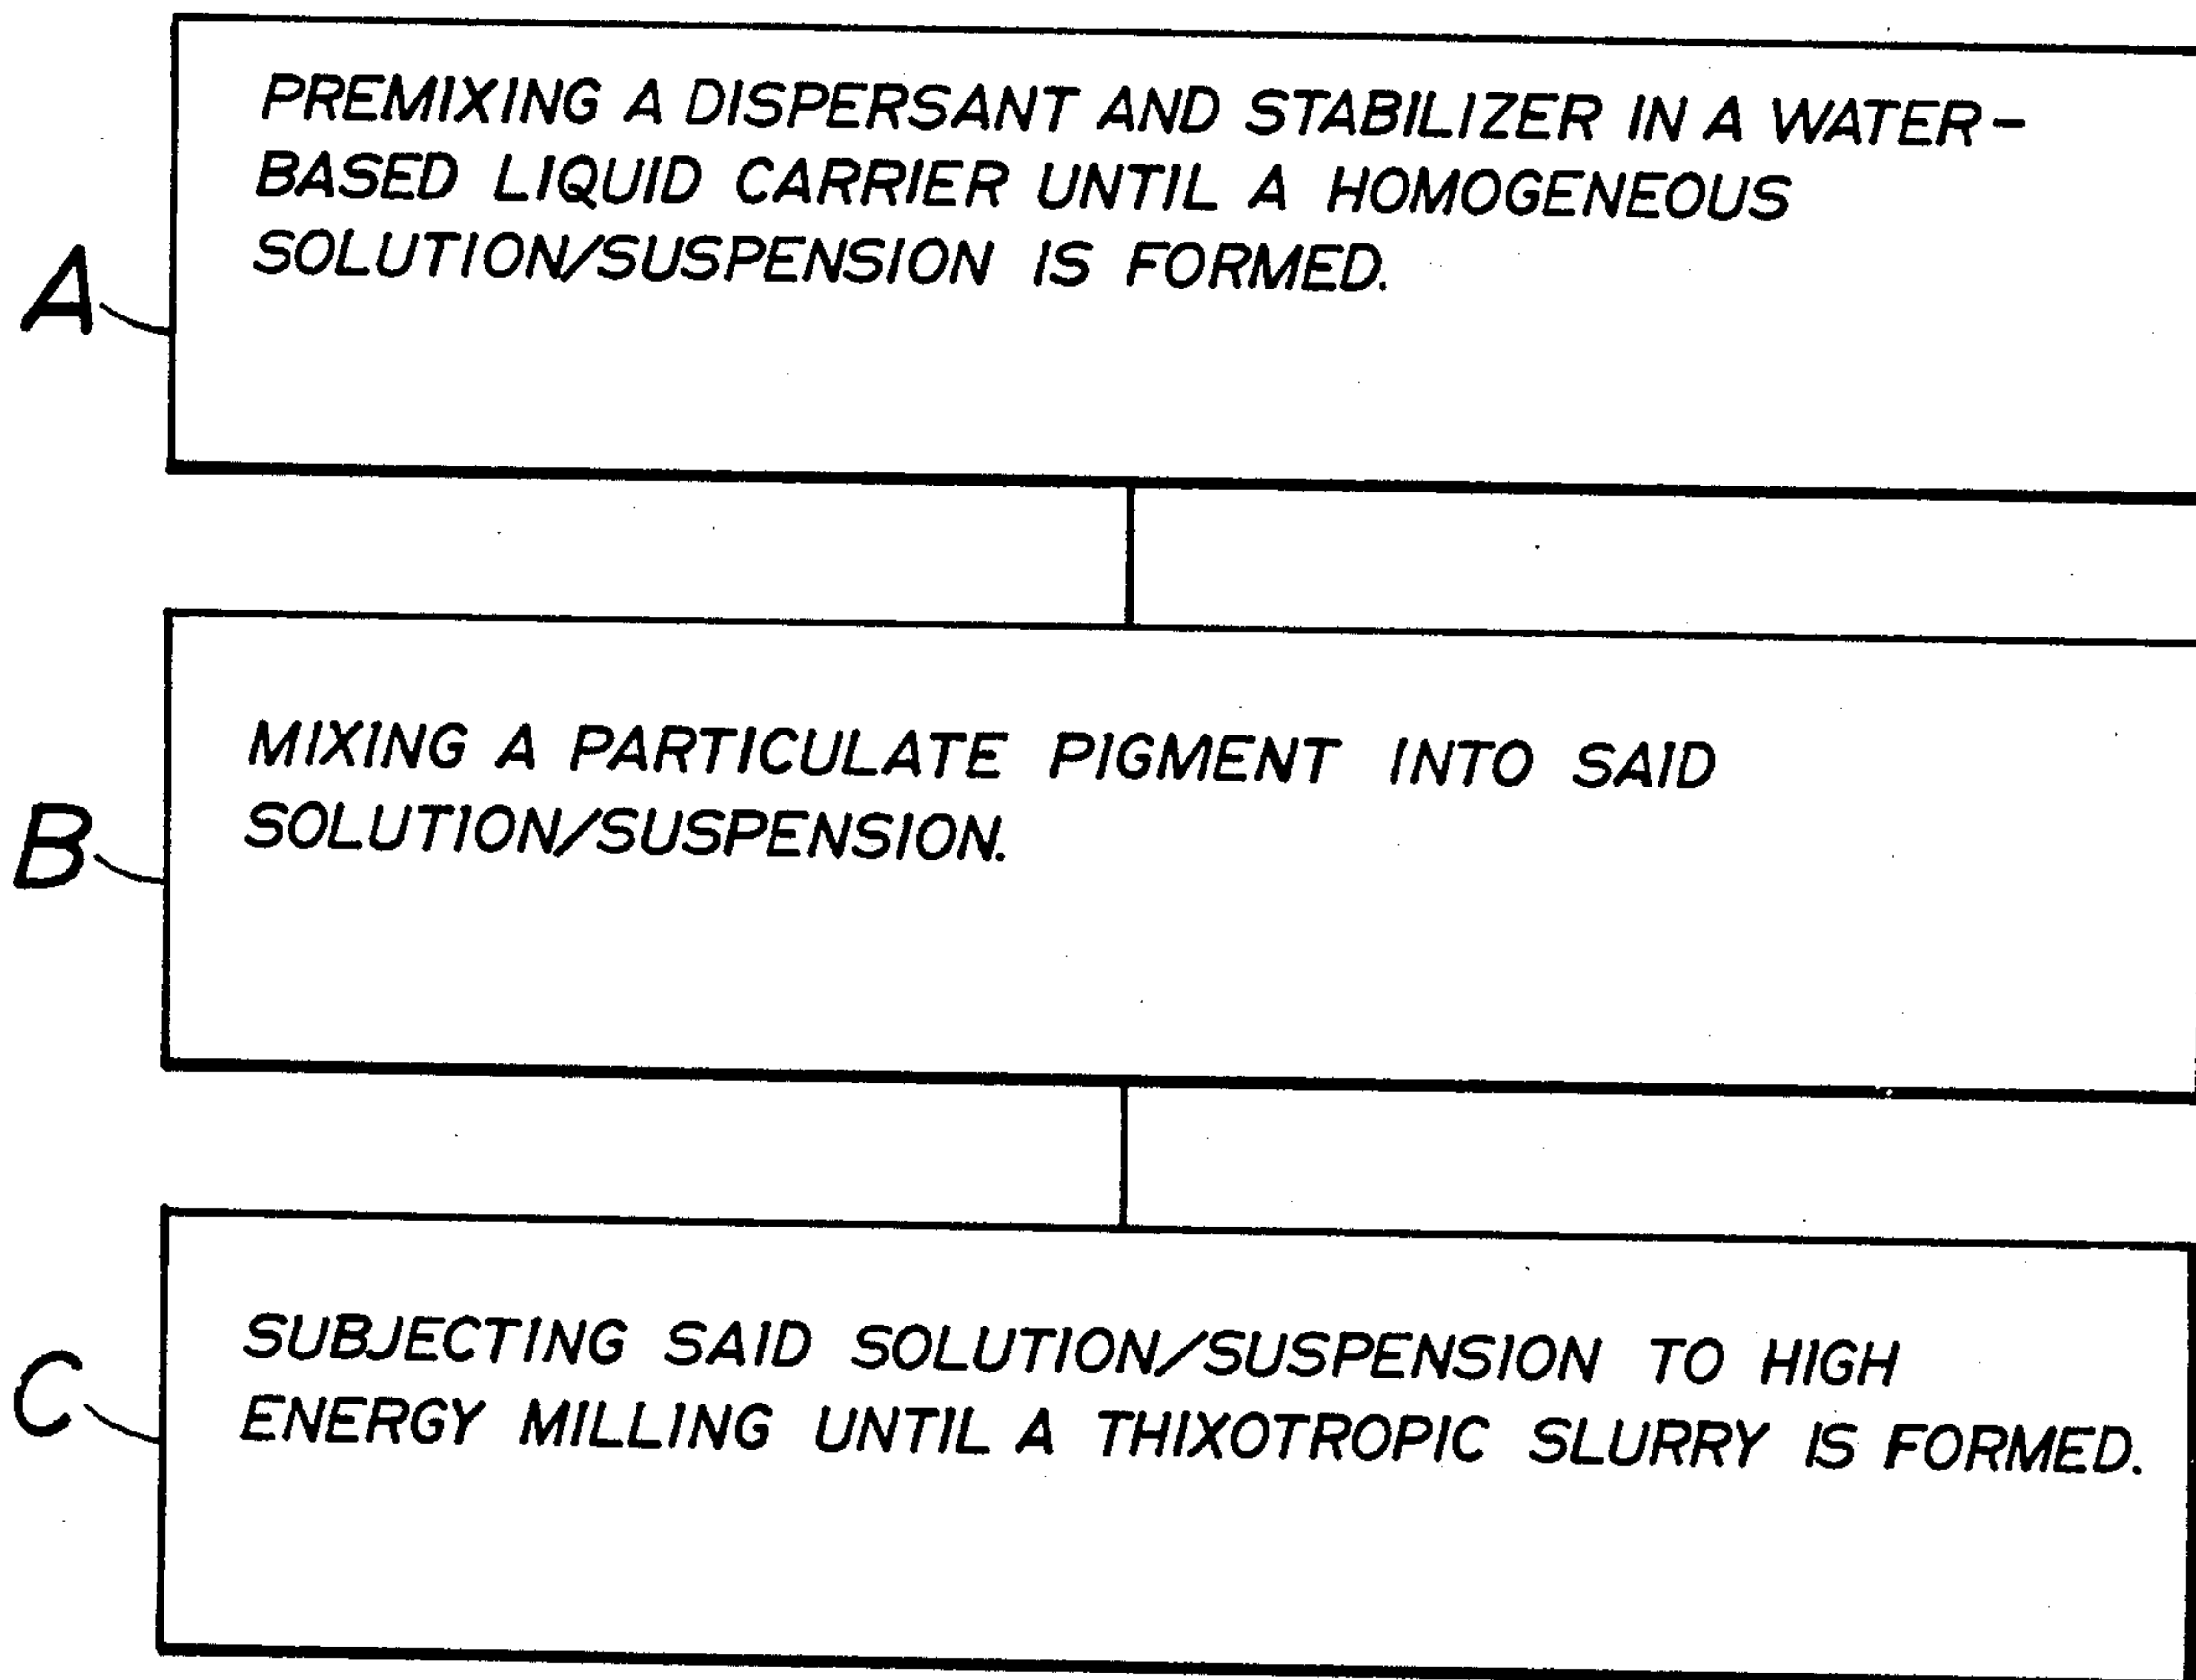 PREMIXING A DISPERSANT AND STABILIZER IN A WATER-
BASED LIQUID CARRIER UNTIL A HOMOGENEOUS
SOLUTION/SUSPENSION IS FORMED.
A
MIXING A PARTICULATE PIGMENT INTO SAID
SOLUTION/SUSPENSION.
B
SUBJECTING SAID SOLUTION/SUSPENSION TO HIGH
ENERGY MILLING UNTIL A THIXOTROPIC SLURRY IS FORMED.
C